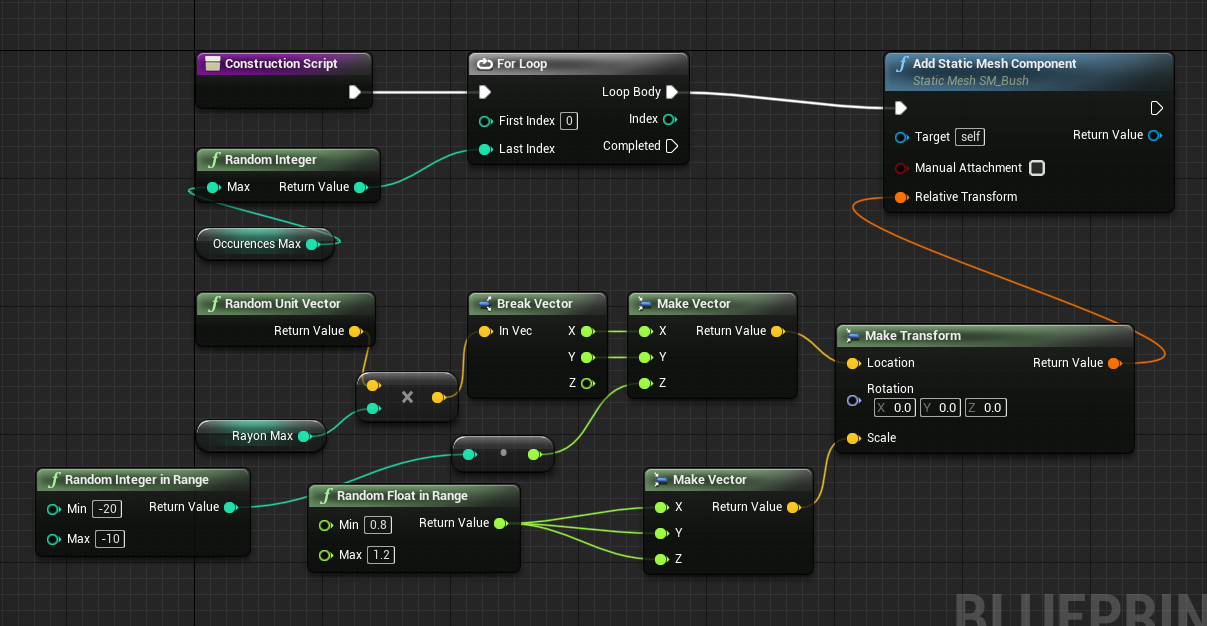 Construction Script
For Loop
Loop Body
First Index 0
Index
Last Index
Completed
Add Static Mesh Component
Static Mesh SM_Bush
Target self
Return Value
Manual Attachment
Relative Transform
Random Integer
Max Return Value
Occurences Max
Random Unit Vector
Return Value
Rayon Max
Break Vector
In Vec X
Y
Z
Make Vector
X Return Value
Y
Z
Make Transform
Location Return Value
Rotation
X 0.0 Y 0.0 Z 0.0
Scale
Random Integer in Range
Min -20 Return Value
Max -10
Random Float in Range
Min 0.8 Return Value
Max 1.2
Make Vector
X Return Value
Y
Z
BLUEPRIN